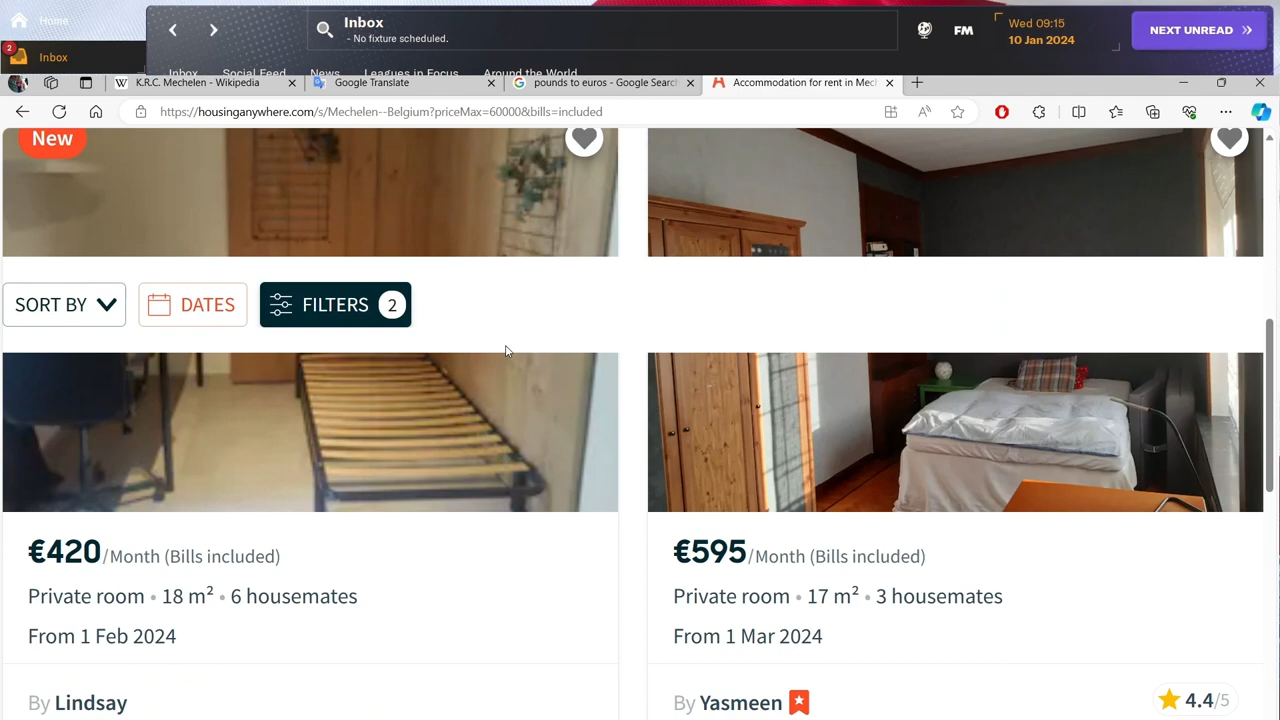 Home
Inbox
- No fixture scheduled.
FM
Wed 09:15
10 Jan 2024
NEXT UNREAD
2
Inbox
Inbox Social Feed News Leagues in Focus Around the World
K.R.C. Mechelen - Wikipedia
Google Translate
pounds to euros - Google Searc
Accommodation for rent in Mec
https://housinganywhere.com/s/Mechelen--Belgium?priceMax=60000&bills=included
New
SORT BY
DATES
FILTERS 2
€420/Month (Bills included)
Private room • 18 m² • 6 housemates
From 1 Feb 2024
By Lindsay
€595/Month (Bills included)
Private room • 17 m² • 3 housemates
From 1 Mar 2024
By Yasmeen
4.4/5